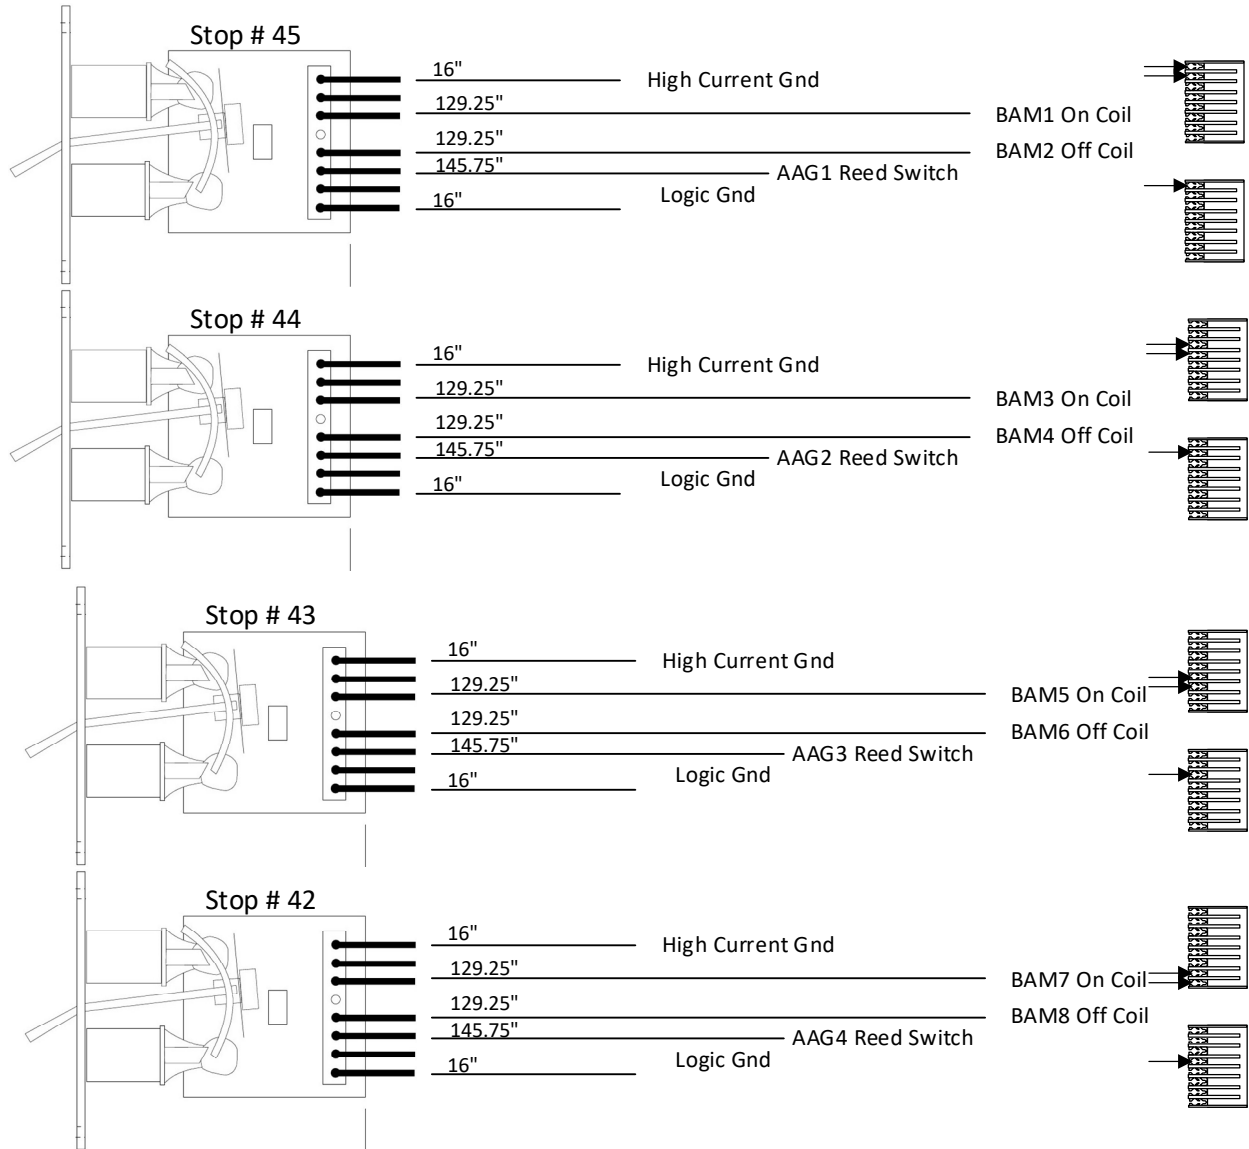 Stop # 45
16"
High Current Gnd
129.25"
BAM1 On Coil
129.25"
BAM2 Off Coil
145.75"
AAG1 Reed Switch
Logic Gnd
16"
Stop # 44
16"
High Current Gnd
129.25"
BAM3 On Coil
129.25"
BAM4 Off Coil
145.75"
AAG2 Reed Switch
Logic Gnd
16"
Stop # 43
16"
High Current Gnd
129.25"
BAM5 On Coil
129.25"
BAM6 Off Coil
145.75"
AAG3 Reed Switch
Logic Gnd
16"
Stop # 42
16"
High Current Gnd
129.25"
BAM7 On Coil
129.25"
BAM8 Off Coil
145.75"
AAG4 Reed Switch
Logic Gnd
16"